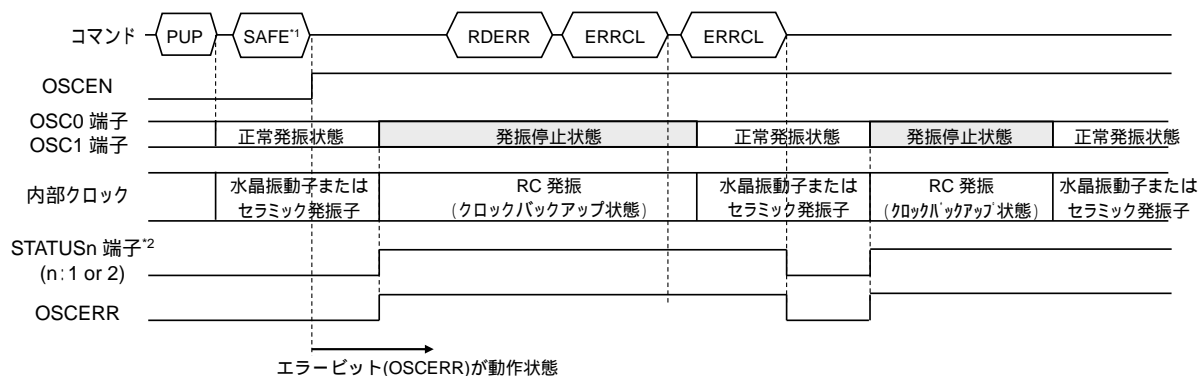 コマンド PUP SAFE*1 RDERR ERRCL ERRCL
OSCEN
OSC0 端子
OSC1 端子
正常発振状態 発振停止状態 正常発振状態 発振停止状態 正常発振状態
内部クロック
水晶振動子または
セラミック発振子
RC 発振
(クロックバックアップ状態)
水晶振動子または
セラミック発振子
RC 発振
(クロックバックアップ状態)
水晶振動子または
セラミック発振子
STATUSn 端子*2
(n:1 or 2)
OSCERR
エラービット(OSCERR)が動作状態